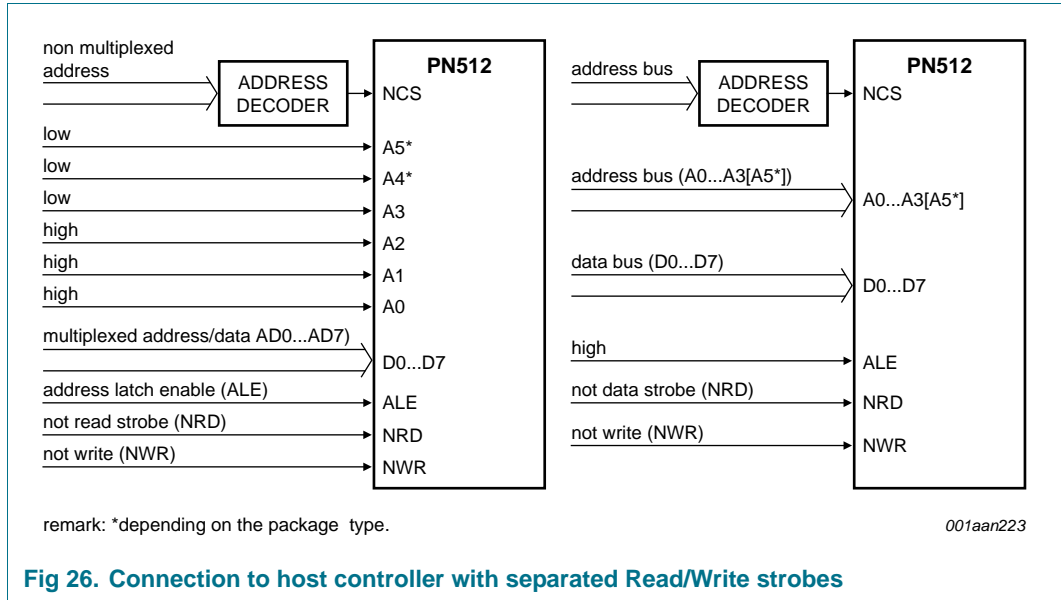 non multiplexed
address
ADDRESS
DECODER
PN512
NCS
low
A5*
low
A4*
low
A3
high
A2
high
A1
high
A0
multiplexed address/data AD0...AD7)
D0...D7
address latch enable (ALE)
ALE
not read strobe (NRD)
NRD
not write (NWR)
NWR
address bus
ADDRESS
DECODER
PN512
NCS
address bus (A0...A3[A5*])
A0...A3[A5*]
data bus (D0...D7)
D0...D7
high
ALE
not data strobe (NRD)
NRD
not write (NWR)
NWR
remark: *depending on the package type.
001aan223
Fig 26. Connection to host controller with separated Read/Write strobes